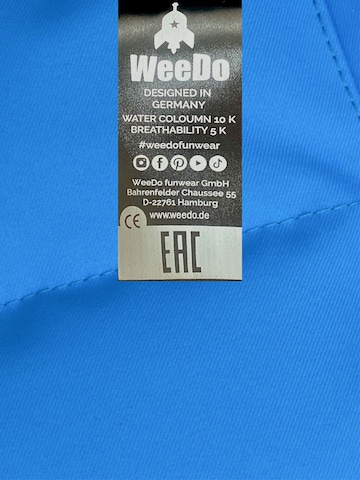 WeeDo
DESIGNED IN
GERMANY
WATER COLOUMN 10 K
BREATHABILITY 5 K
#weedofunwear
WeeDo funwear GmbH
Bahrenfelder Chaussee 55
D-22761 Hamburg
www.weedo.de
CE
EAC